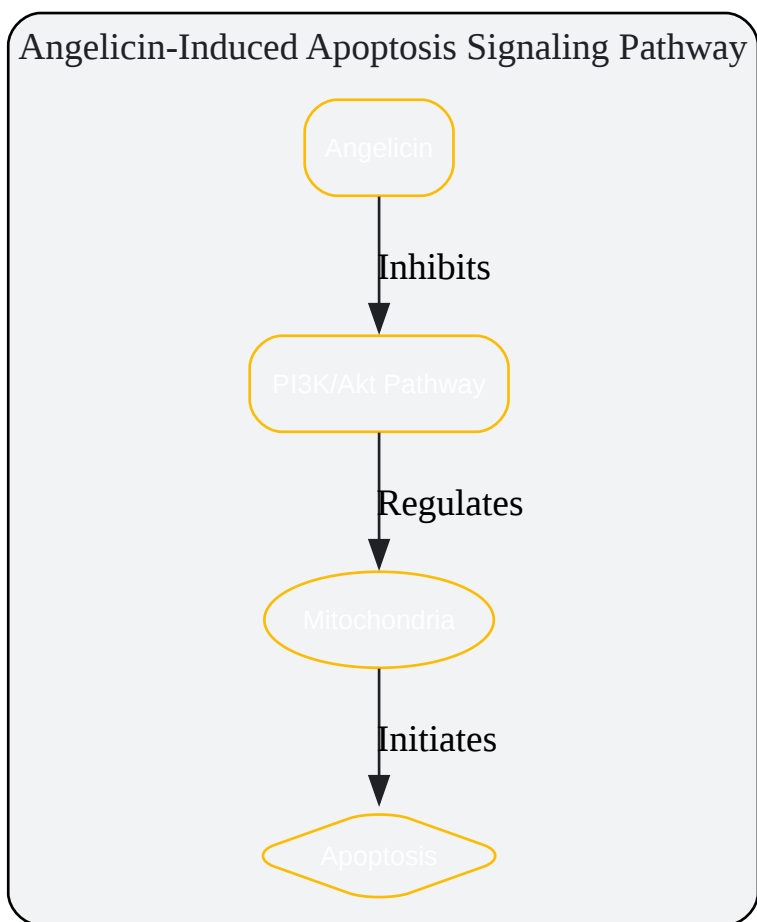 Angelicin-Induced Apoptosis Signaling Pathway
Angelicin
Inhibits
PI3K/Akt Pathway
Regulates
Mitochondria
Initiates
Apoptosis